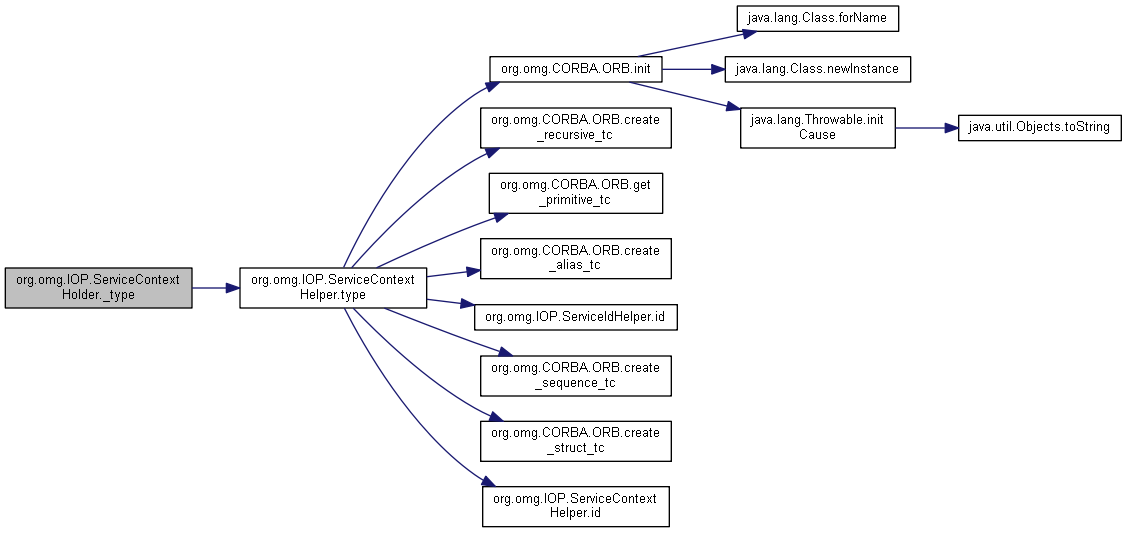 java.lang.Class.forName
org.omg.CORBA.ORB.init
java.lang.Class.newInstance
org.omg.CORBA.ORB.create
_recursive_tc
java.lang.Throwable.init
Cause
java.util.Objects.toString
org.omg.CORBA.ORB.get
_primitive_tc
org.omg.CORBA.ORB.create
_alias_tc
org.omg.IOP.ServiceContext
Holder._type
org.omg.IOP.ServiceContext
Helper.type
org.omg.IOP.ServiceIdHelper.id
org.omg.CORBA.ORB.create
_sequence_tc
org.omg.CORBA.ORB.create
_struct_tc
org.omg.IOP.ServiceContext
Helper.id